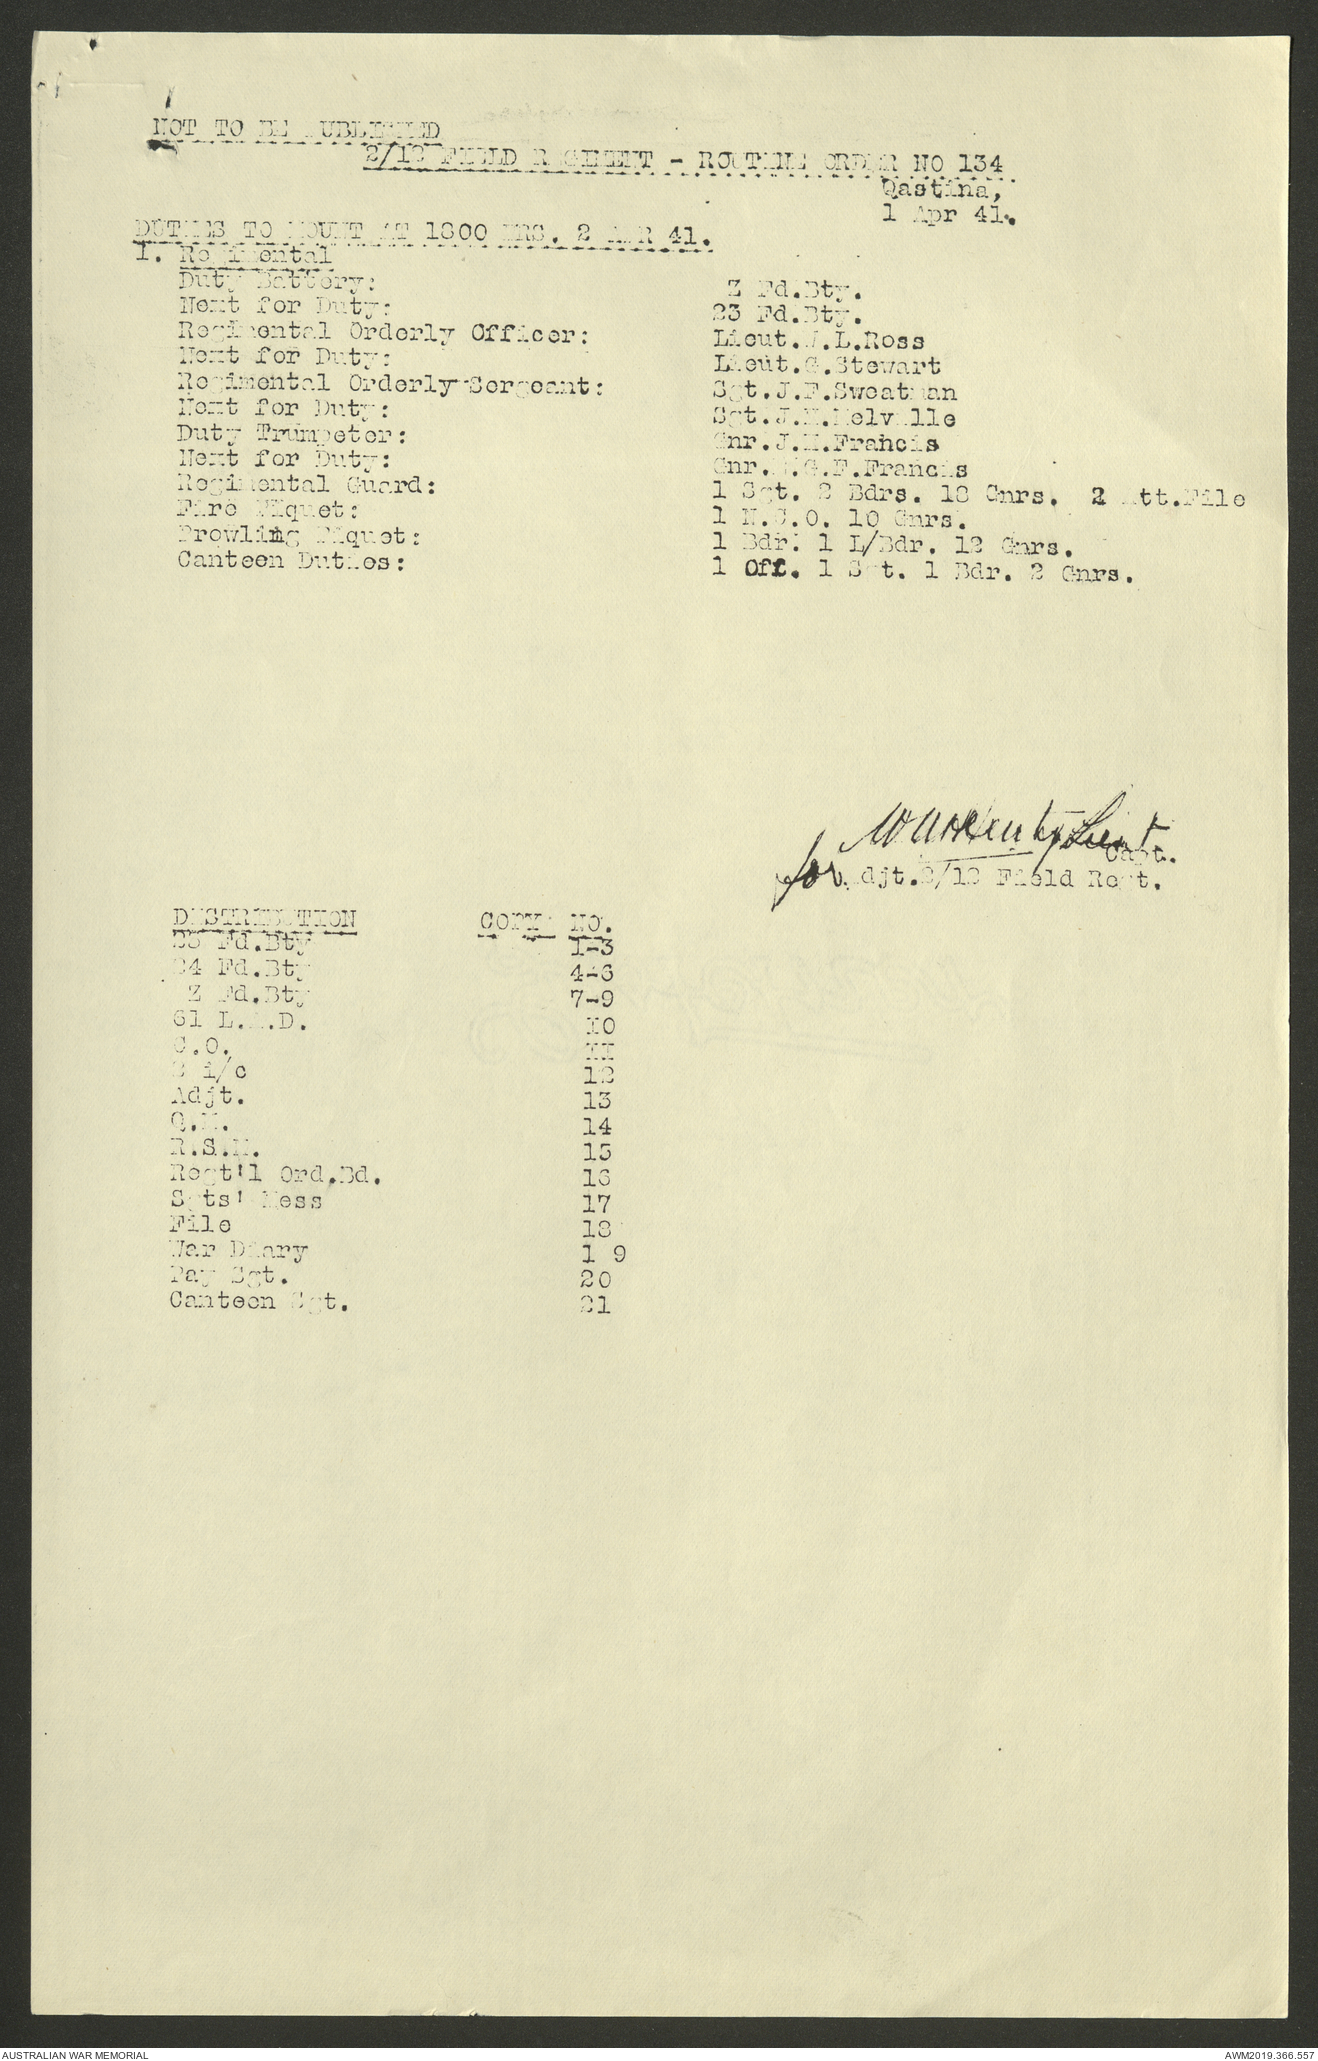 NOT TO BE PUBLISHED
2/12 FIELD REGIMENT - ROUTINE ORDER NO 134
Qastina,
1 Apr 41.
DUTIES TO MOUNT AT 1800 HRS. 2 APR 41.
1. Regimental
Duty Battery: Z Fd.Bty.
Next for Duty: 23 Fd.Bty.
Regimental Orderly Officer: Lieut. .L.Ross
Next for Duty: Lieut.G.Stewart
Regimental Orderly Sergeant: Sgt.J.F.Sweatman
Next for Duty: Sgt.J.M.Melville
Duty Trumpeter: Gnr.J.H.Francis
Next for Duty: Gnr. .G.F.Francis
Regimental Guard: 1 Sgt. 2 Bdrs. 18 Gnrs. 2 Att.File
Fire Piquet: 1 N.C.O. 10 Gnrs.
Prowling Piquet: 1 Bdr. 1 L/Bdr. 12 Gnrs.
Canteen Duties: 1 Off. 1 Sgt. 1 Bdr. 2 Gnrs.
Lieut
Capt.
for Adjt.2/12 Field Regt.
DISTRIBUTION COPY NO.
23 Fd.Bty 1-3
24 Fd.Bty 4-6
Z Fd.Bty 7-9
61 L.A.D. IO
C.O. II
2 i/c 12
Adjt. 13
Q.M. 14
R.S.M. 15
Regt'l Ord.Bd. 16
Sgts' Mess 17
File 18
War Diary 1 9
Pay Sgt. 20
Canteen Sgt. 21
AUSTRALIAN WAR MEMORIAL AWM2019.366.557